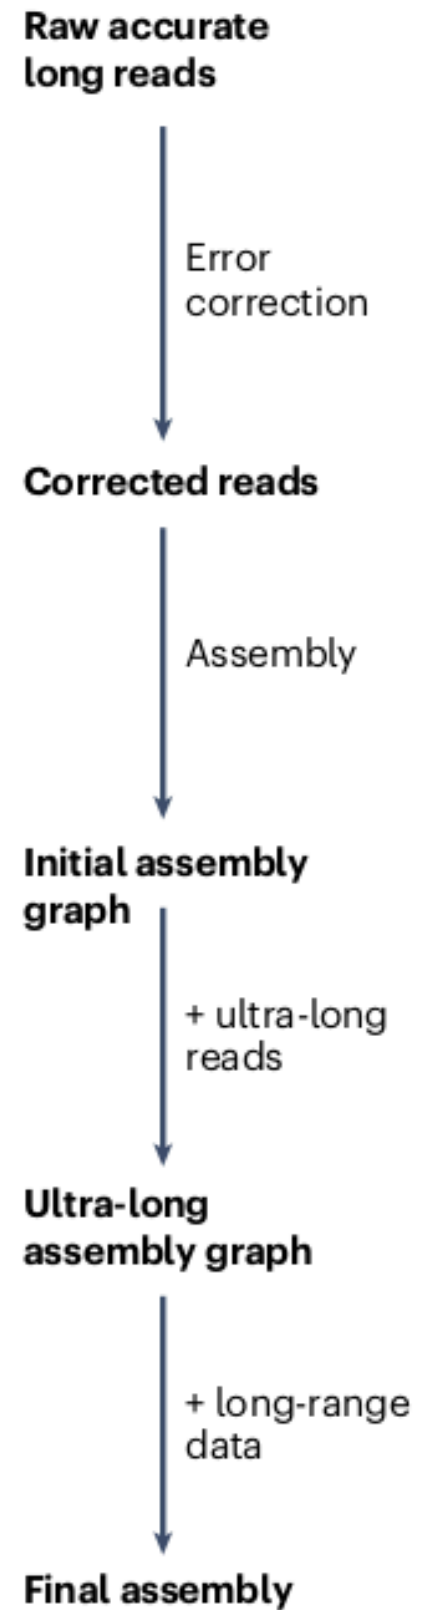 Raw accurate
long reads
Error
correction
Corrected reads
Assembly
Initial assembly
graph
+ ultra-long
reads
Ultra-long
assembly graph
+ long-range
data
Final assembly